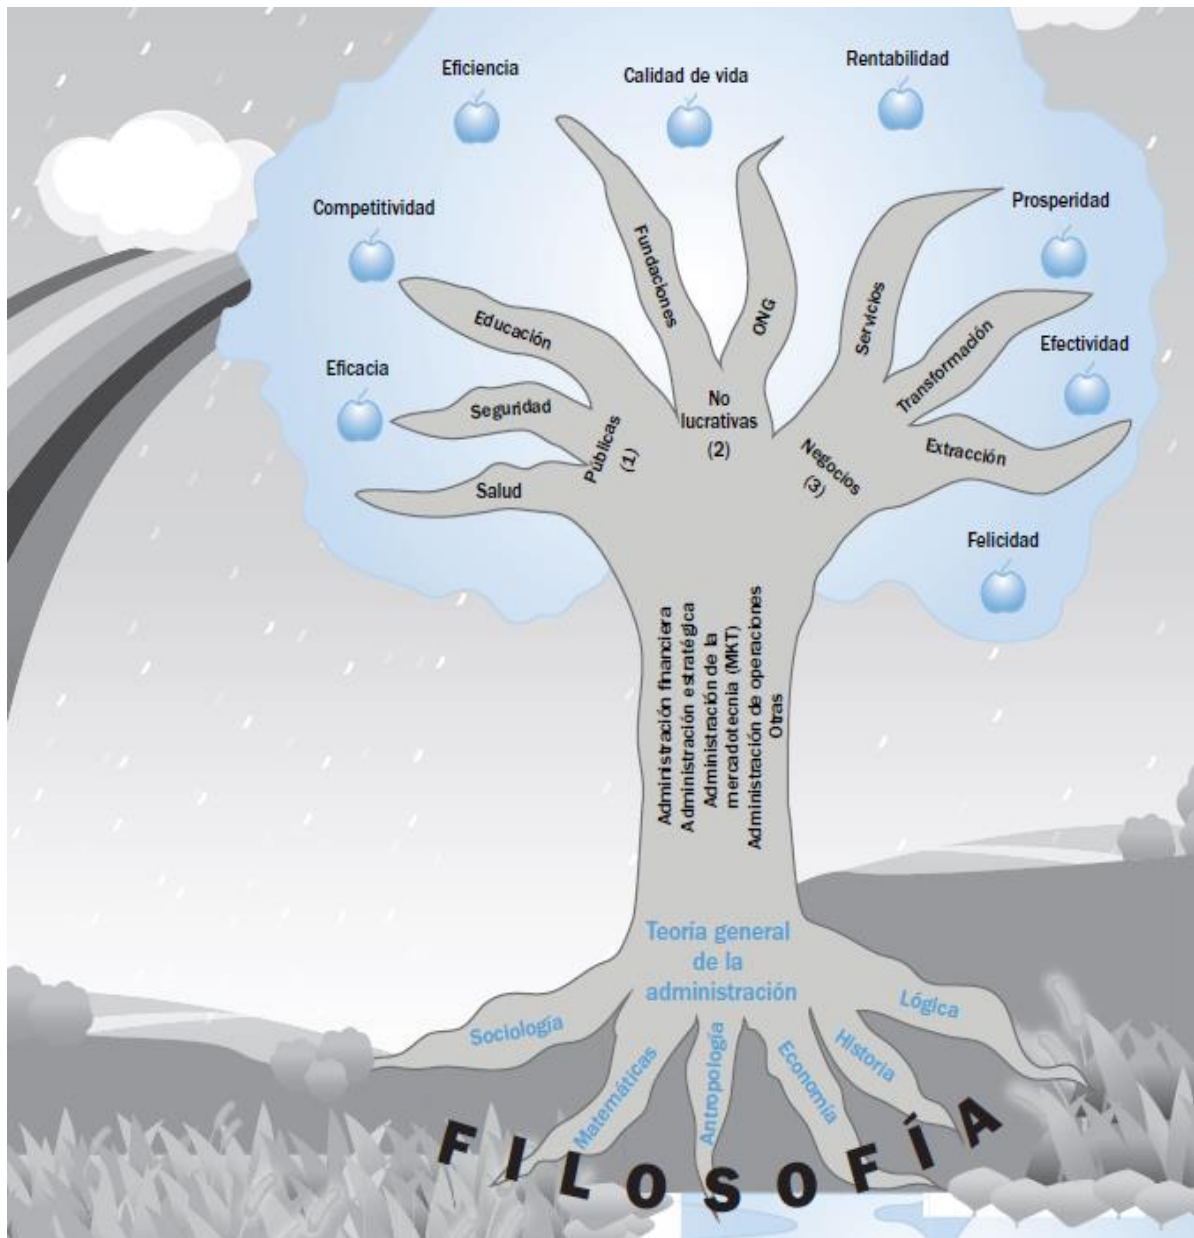 Eficiencia
Calidad de vida
Rentabilidad
Competitividad
Prosperidad
Eficacia
Efectividad
Felicidad
Educación
Seguridad
Salud
Públicas
(1)
Fundaciones
ONG
No
lucrativas
(2)
Servicios
Transformación
Extracción
Negocios
(3)
Administración financiera
Administración estratégica
Administración de la
mercadotecnia (MKT)
Administración de operaciones
Otras
Teoría general
de la
administración
Sociología
Matemáticas
Antropología
Economía
Historia
Lógica
FILOSOFÍA